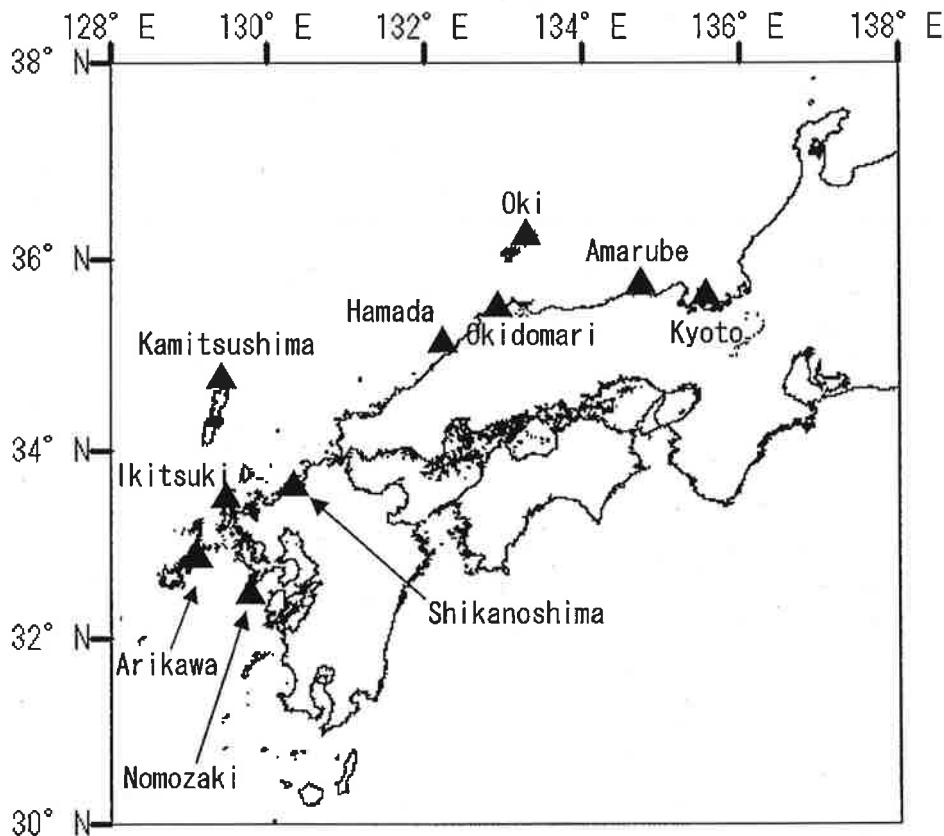 128° E 130° E 132° E 134° E 136° E 138° E
38° N
Oki
36° N
Amarube
Hamada
Okidomari
Kyoto
Kamitsushima
34° N
Ikitsuki
Shikanoshima
32° N
Arikawa
Nomozaki
30° N